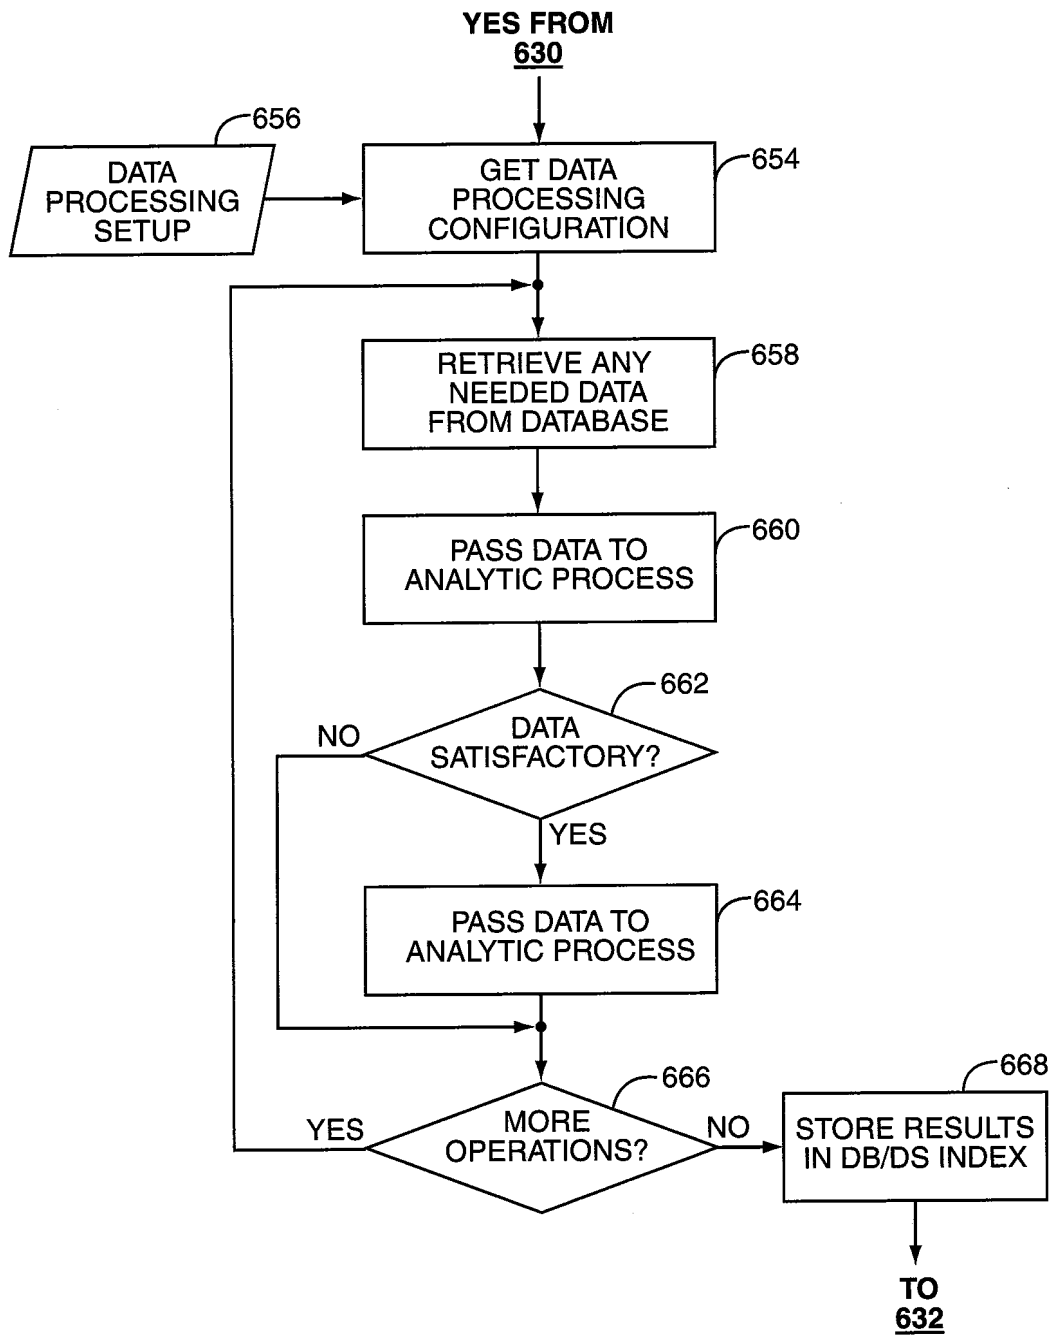 YES FROM
630
656
DATA
PROCESSING
SETUP
GET DATA
PROCESSING
CONFIGURATION
654
RETRIEVE ANY
NEEDED DATA
FROM DATABASE
658
PASS DATA TO
ANALYTIC PROCESS
660
662
DATA
SATISFACTORY?
NO
YES
PASS DATA TO
ANALYTIC PROCESS
664
666
MORE
OPERATIONS?
YES
NO
668
STORE RESULTS
IN DB/DS INDEX
TO
632